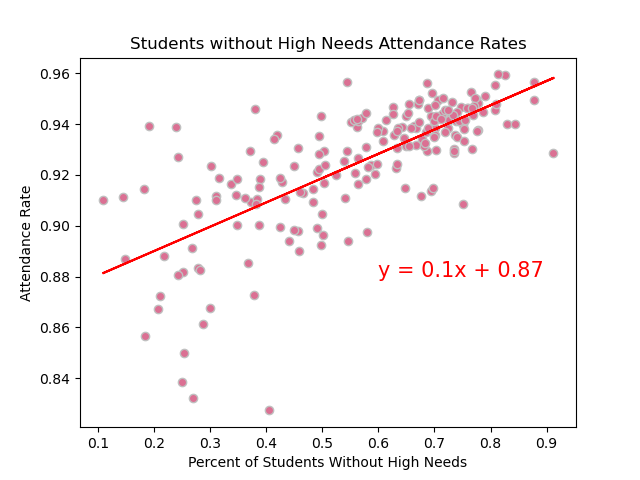 Students without High Needs Attendance Rates
0.96
0.94
0.92
0.90
0.88
0.86
0.84
Attendance Rate
y = 0.1x + 0.87
0.1 0.2 0.3 0.4 0.5 0.6 0.7 0.8 0.9
Percent of Students Without High Needs